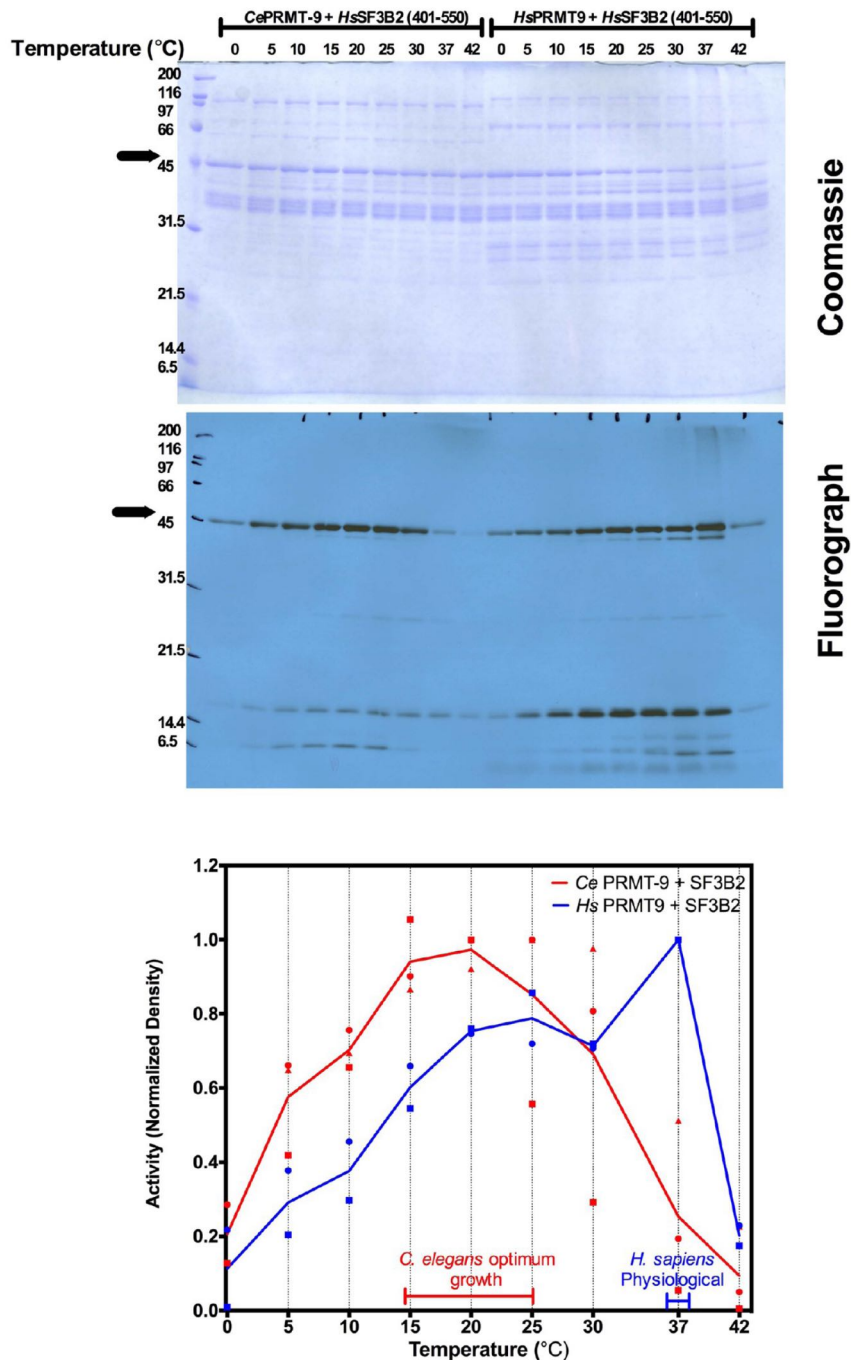 CePRMT-9 + HsSF3B2 (401-550) HsPRMT9 + HsSF3B2 (401-550)
Temperature (°C) 0 5 10 15 20 25 30 37 42 0 5 10 15 20 25 30 37 42
200
116
97
66
45
31.5
21.5
14.4
6.5
Coomassie
200
116
97
66
45
31.5
21.5
14.4
6.5
Fluorograph
1.2
1.0
0.8
0.6
0.4
0.2
0.0
Activity (Normalized Density)
Ce PRMT-9 + SF3B2
Hs PRMT9 + SF3B2
C. elegans optimum
growth
H. sapiens
Physiological
0 5 10 15 20 25 30 37 42
Temperature (°C)